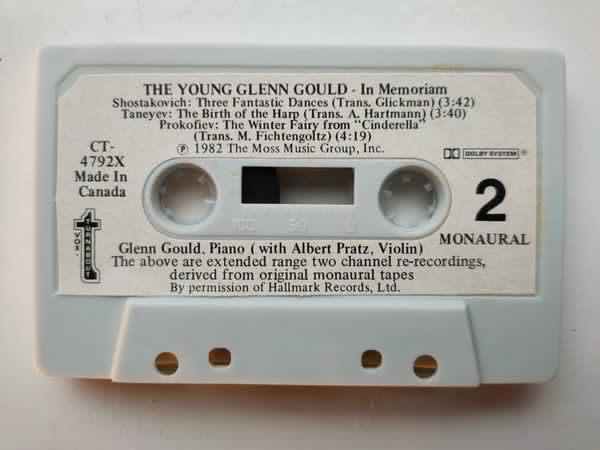 THE YOUNG GLENN GOULD - In Memoriam
Shostakovich: Three Fantastic Dances (Trans. Glickman) (3:42)
Taneyev: The Birth of the Harp (Trans. A. Hartmann) (3:40)
Prokofiev: The Winter Fairy from "Cinderella"
(Trans. M. Fichtengoltz) (4:19)
℗ 1982 The Moss Music Group, Inc.
CT-
4792X
Made In
Canada
DOLBY SYSTEM
2
MONAURAL
100 50 0
VOX-
TURNABOUT
Glenn Gould, Piano (with Albert Pratz, Violin)
The above are extended range two channel re-recordings,
derived from original monaural tapes
By permission of Hallmark Records, Ltd.